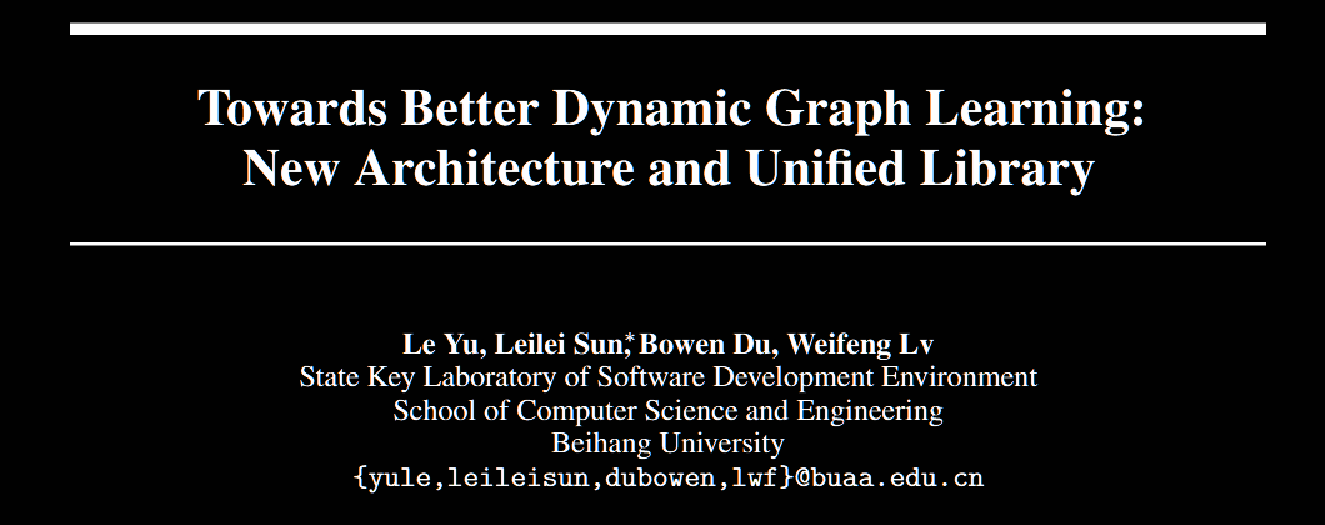 Towards Better Dynamic Graph Learning:
New Architecture and Unified Library
Le Yu, Leilei Sun,* Bowen Du, Weifeng Lv
State Key Laboratory of Software Development Environment
School of Computer Science and Engineering
Beihang University
{yule,leileisun,dubowen,lwf}@buaa.edu.cn